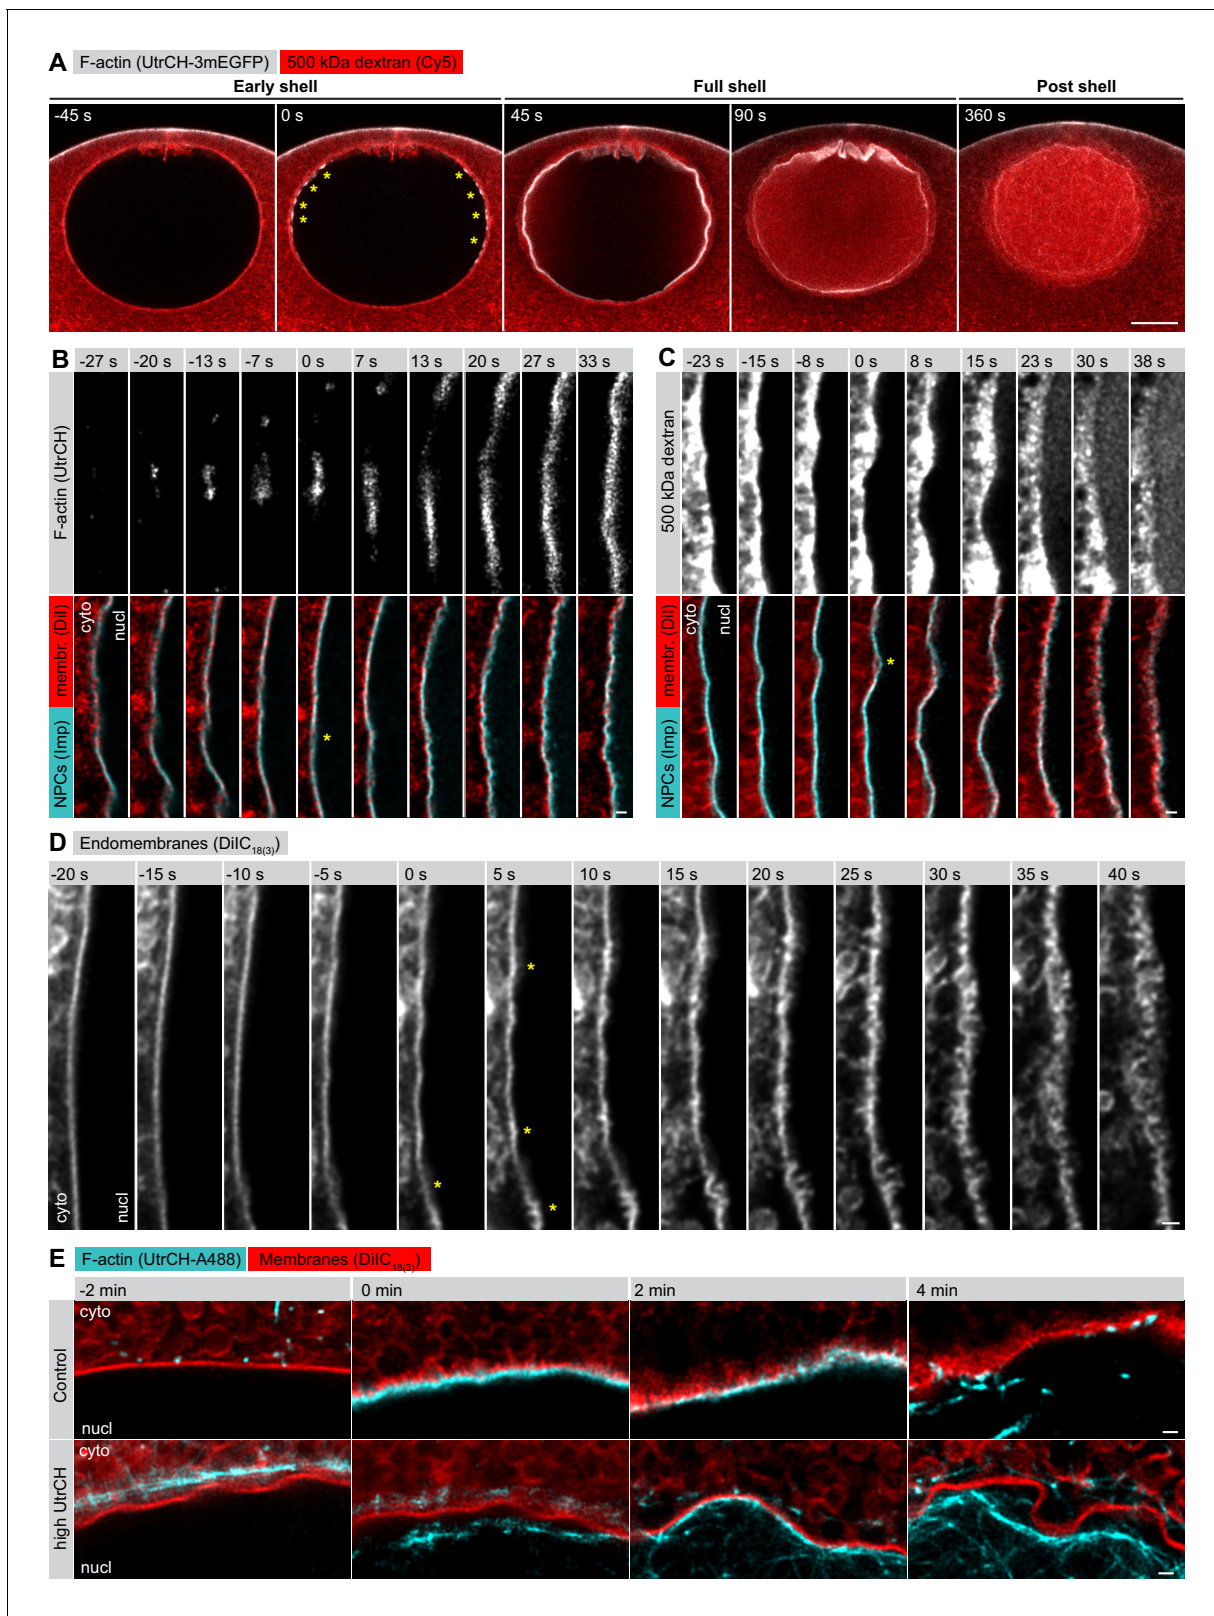 A F-actin (UtrCH-3mEGFP) 500 kDa dextran (Cy5)
Early shell Full shell Post shell
-45 s 0 s 45 s 90 s 360 s
* * * * * * * * *
B -27 s -20 s -13 s -7 s 0 s 7 s 13 s 20 s 27 s 33 s
F-actin (UtrCH)
membr. (DiI)
NPCs (Imp)
cyto
nucl
*
C -23 s -15 s -8 s 0 s 8 s 15 s 23 s 30 s 38 s
500 kDa dextran
membr. (DiI)
NPCs (Imp)
cyto
nucl
*
D Endomembranes (DiIC18(3))
-20 s -15 s -10 s -5 s 0 s 5 s 10 s 15 s 20 s 25 s 30 s 35 s 40 s
cyto
nucl
* * * *
E F-actin (UtrCH-A488) Membranes (DiIC18(3))
-2 min 0 min 2 min 4 min
Control
cyto
nucl
high UtrCH
cyto
nucl